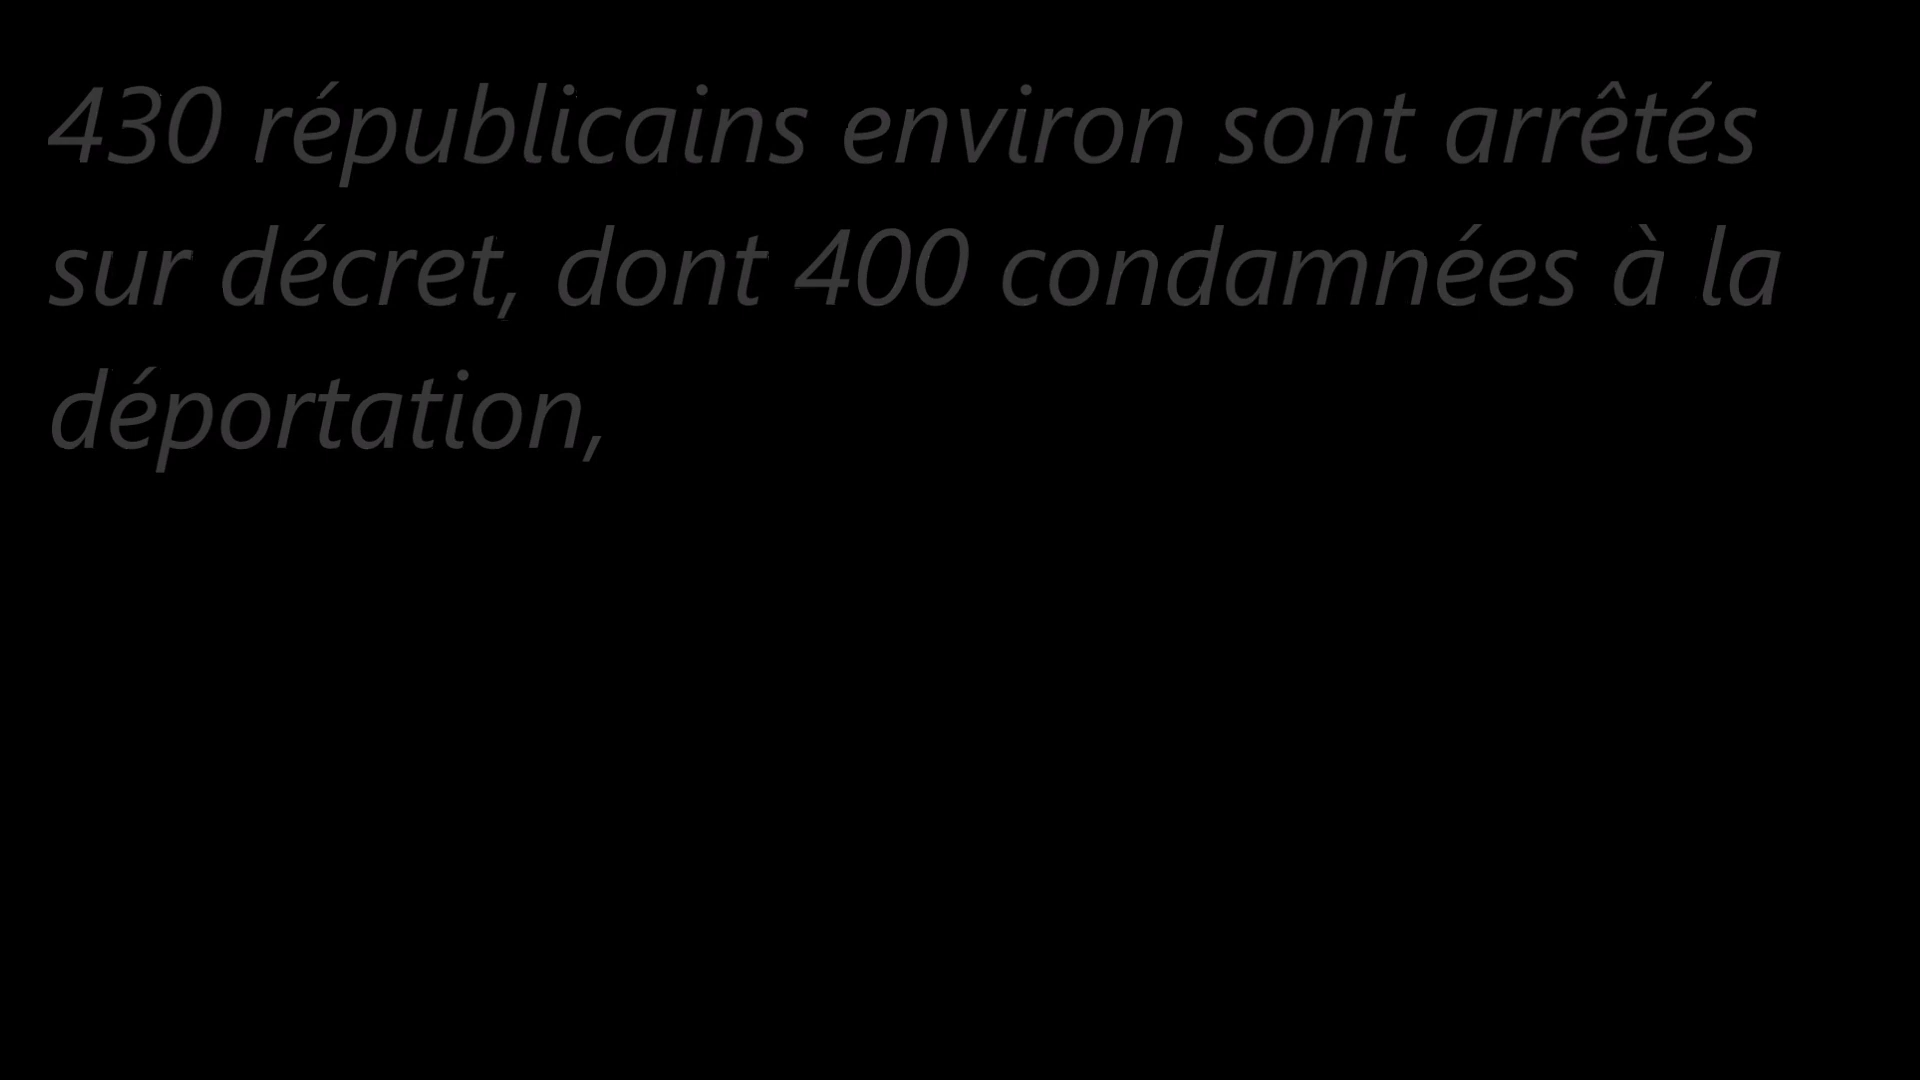 430 républicains environ sont arrêtés
sur décret, dont 400 condamnées à la
déportation,